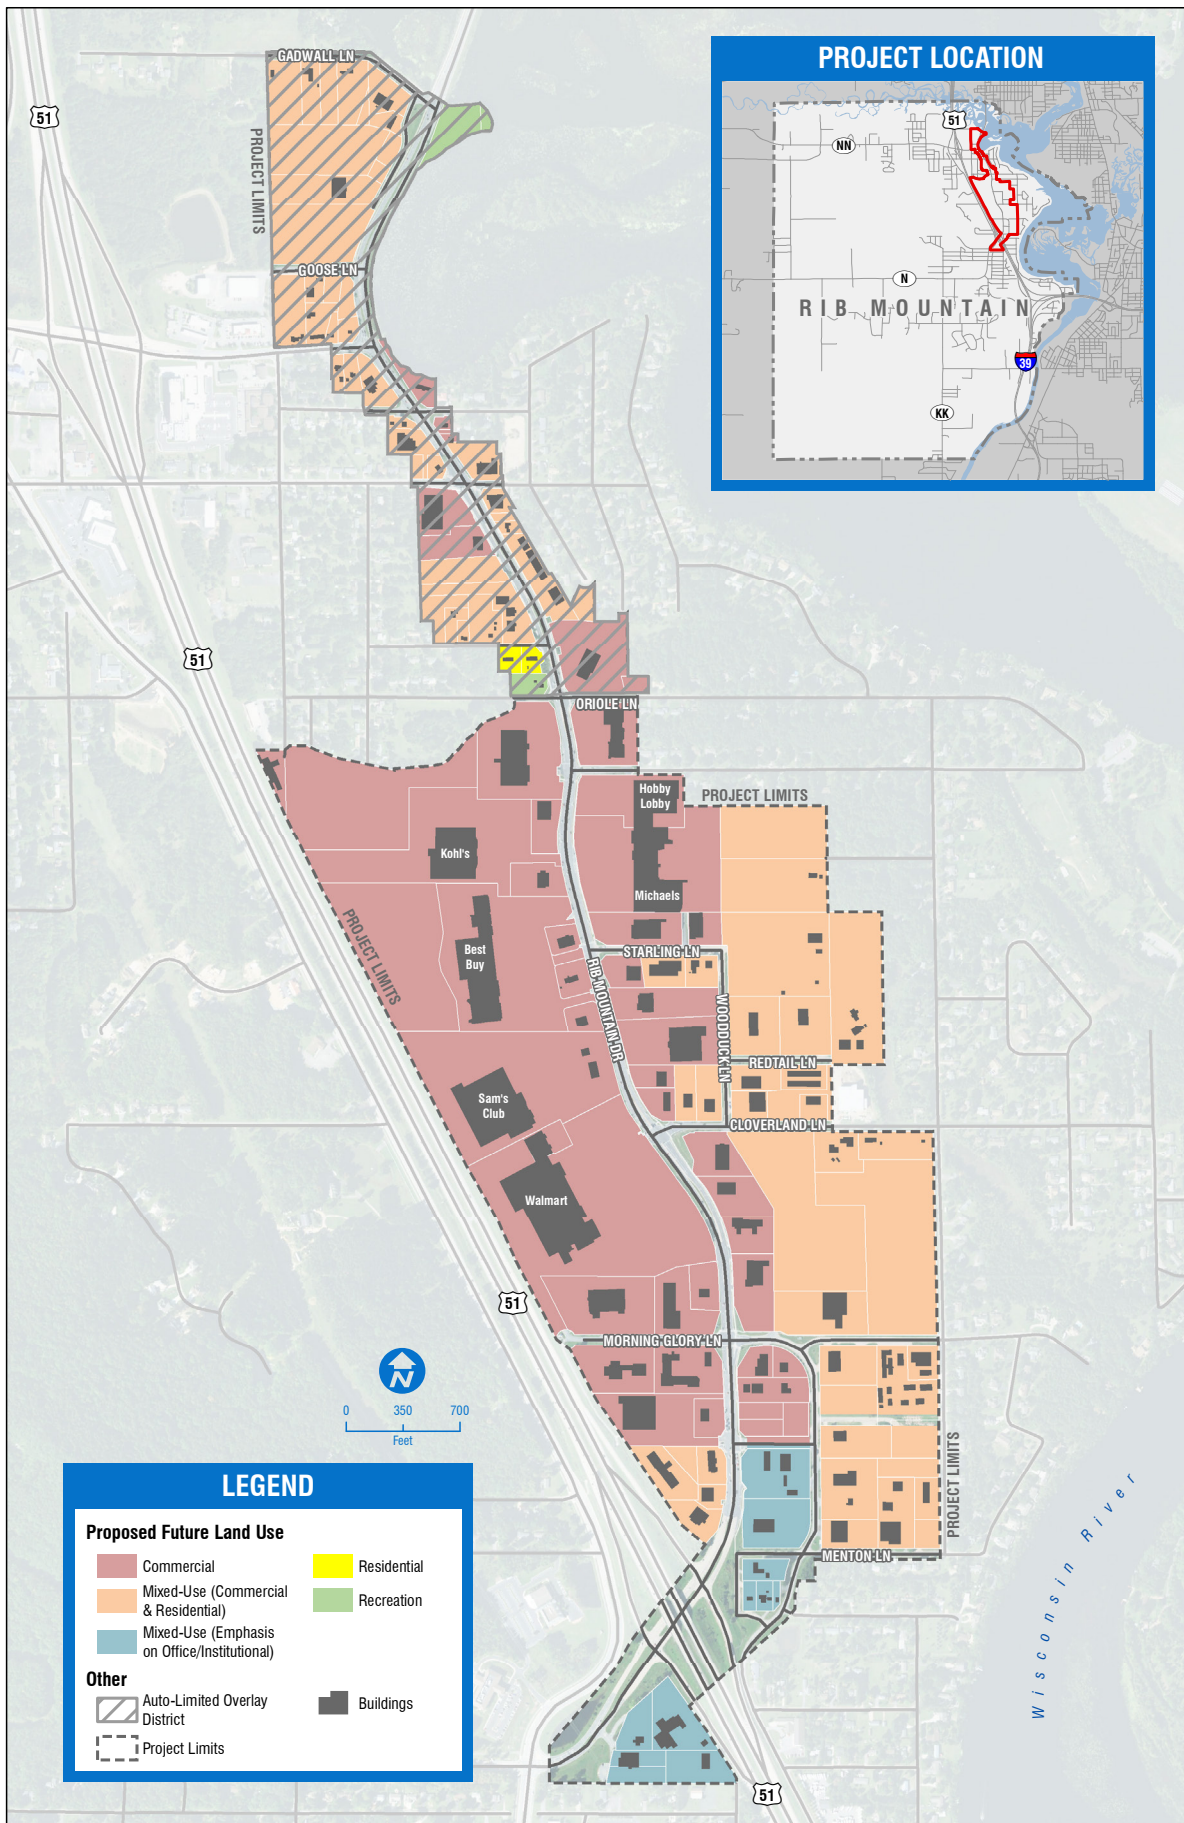 GADWALL LN
51
PROJECT LIMITS
GOOSE LN
PROJECT LOCATION
51
NN
N
RIB MOUNTAIN
39
KK
51
ORIOLE LN
Hobby
Lobby
PROJECT LIMITS
Kohl's
Michaels
PROJECT LIMITS
Best
Buy
STARLING LN
RIB MOUNTAIN DR
WOODDUCK LN
REDTAIL LN
Sam's
Club
CLOVERLAND LN
Walmart
51
MORNING GLORY LN
N
0 350 700
Feet
PROJECT LIMITS
MENTON LN
Wisconsin River
LEGEND
Proposed Future Land Use
Commercial
Mixed-Use (Commercial
& Residential)
Mixed-Use (Emphasis
on Office/Institutional)
Residential
Recreation
Other
Auto-Limited Overlay
District
Project Limits
Buildings
51